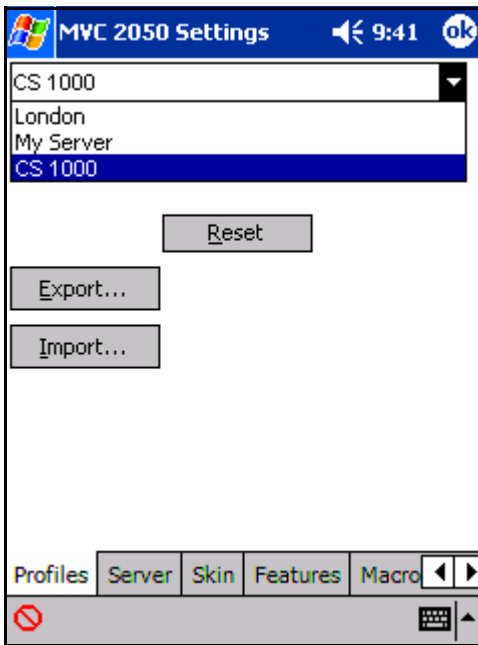 MVC 2050 Settings 9:41 ok
CS 1000
London
My Server
CS 1000
Reset
Export...
Import...
Profiles Server Skin Features Macro